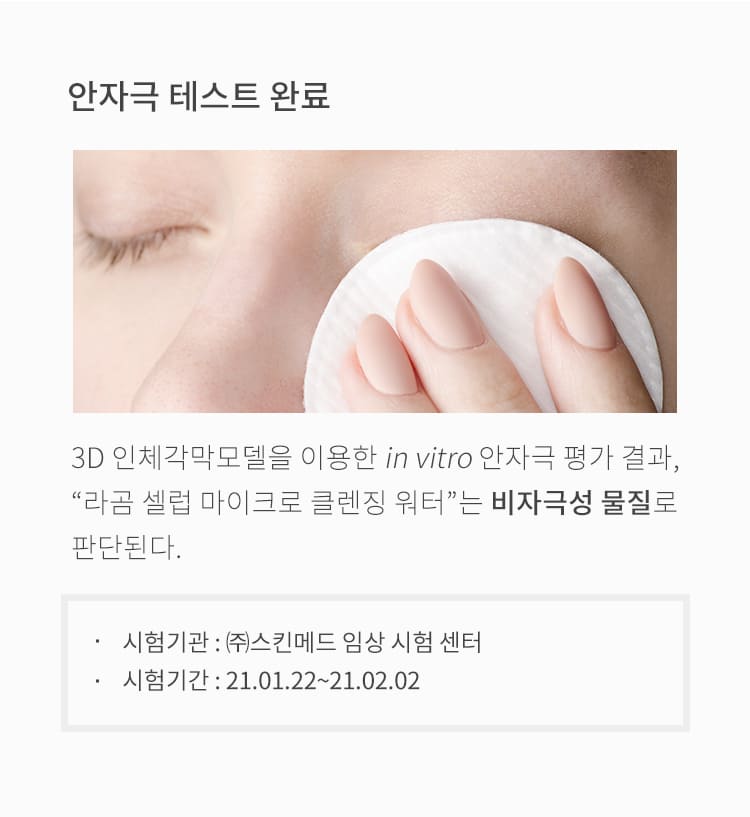 안자극 테스트 완료
3D 인체각막모델을 이용한 in vitro 안자극 평가 결과,
“라곰 셀럽 마이크로 클렌징 워터”는 비자극성 물질로
판단된다.
· 시험기관 : ㈜스킨메드 임상 시험 센터
· 시험기간 : 21.01.22~21.02.02